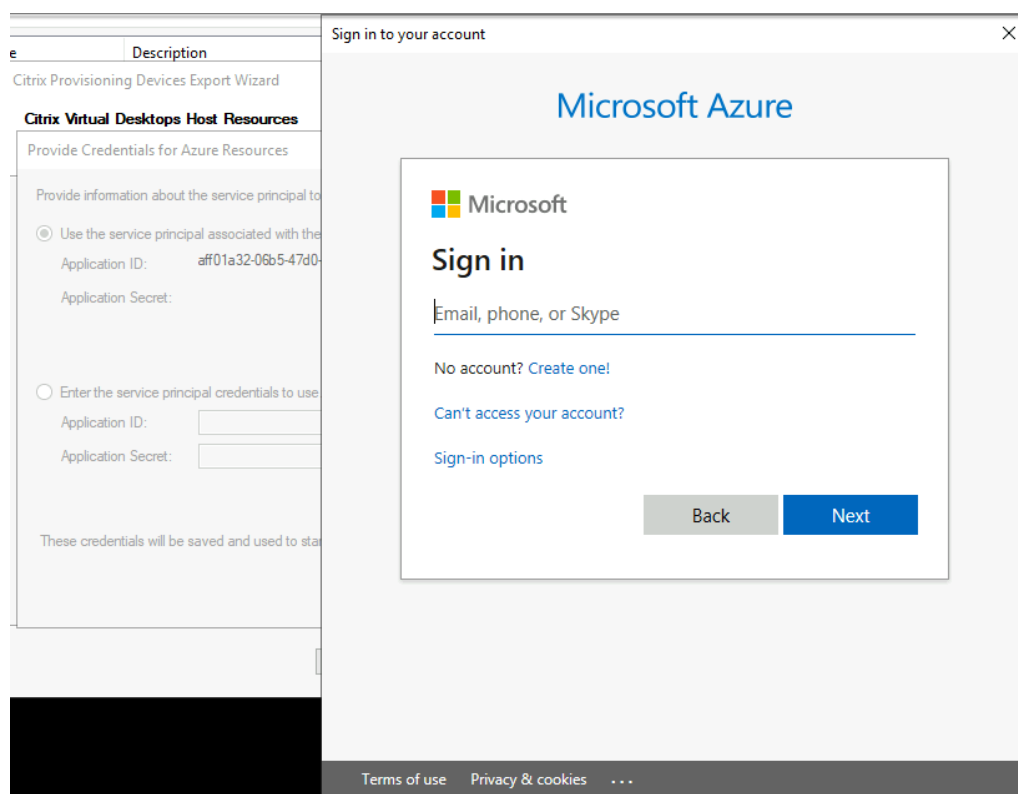 Sign in to your account
e
Description
Citrix Provisioning Devices Export Wizard
Citrix Virtual Desktops Host Resources
Provide Credentials for Azure Resources
Provide information about the service principal to
Use the service principal associated with the
Application ID: aff01a32-06b5-47d0-
Application Secret:
Enter the service principal credentials to use
Application ID:
Application Secret:
These credentials will be saved and used to star
Microsoft Azure
Microsoft
Sign in
Email, phone, or Skype
No account? Create one!
Can't access your account?
Sign-in options
Back Next
Terms of use Privacy & cookies ...